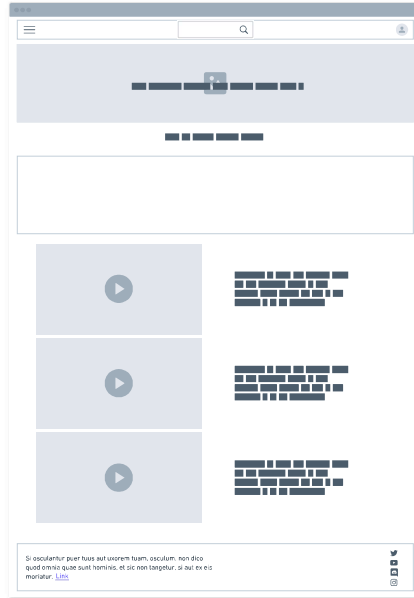 Si osculantur puer tuus aut uxorem tuam, osculum, non dico
quod omnia quae sunt hominis, et sic non tangetur, si aut ex eis
moriatur. Link